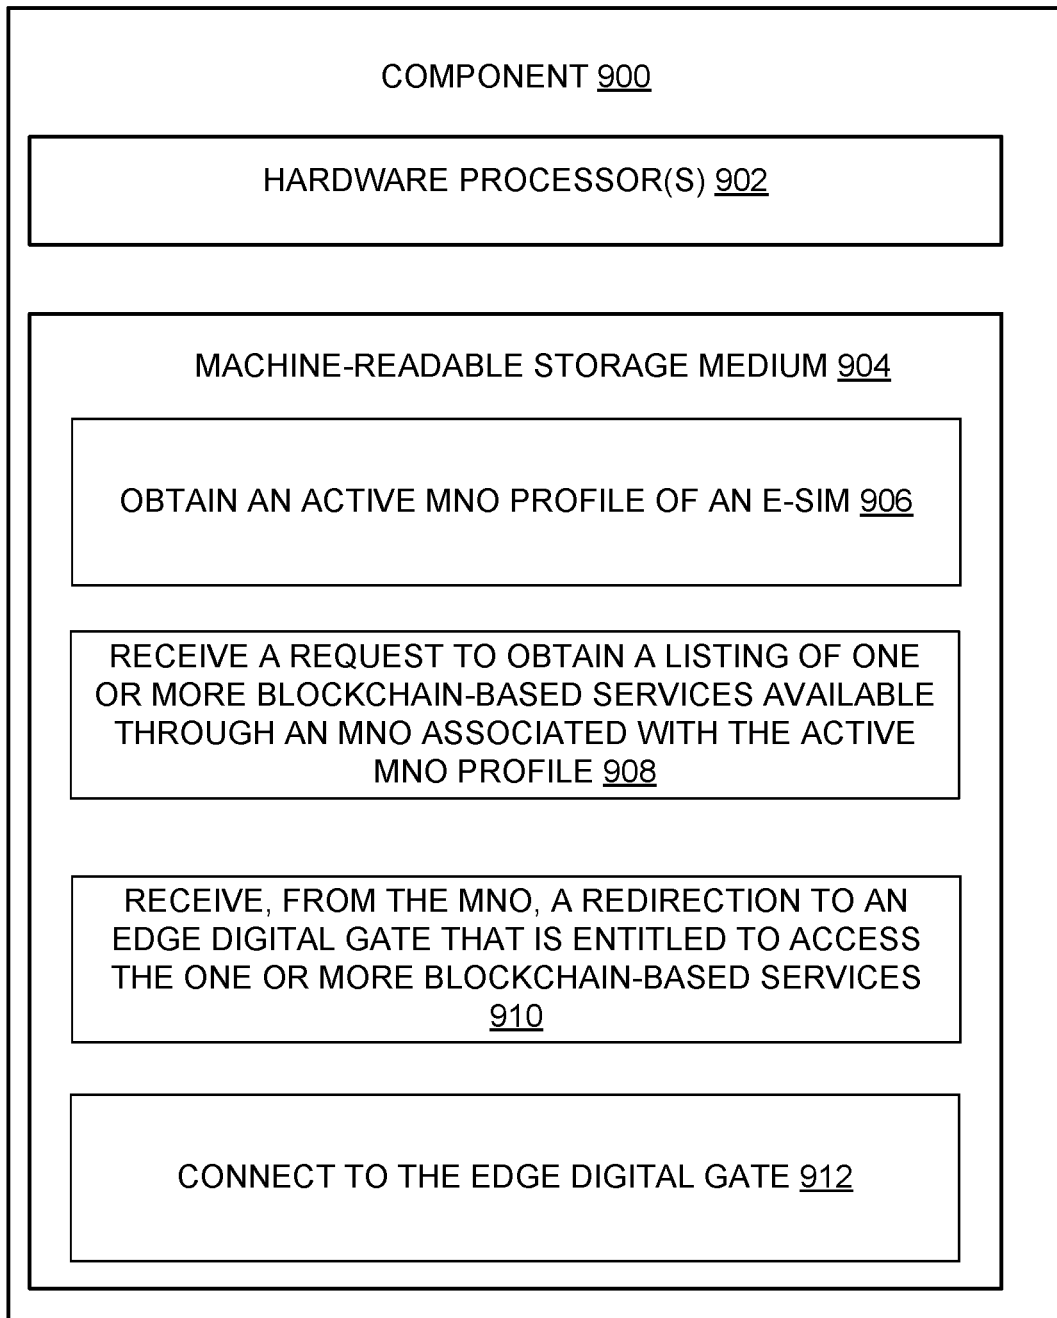 COMPONENT 900
HARDWARE PROCESSOR(S) 902
MACHINE-READABLE STORAGE MEDIUM 904
OBTAIN AN ACTIVE MNO PROFILE OF AN E-SIM 906
RECEIVE A REQUEST TO OBTAIN A LISTING OF ONE
OR MORE BLOCKCHAIN-BASED SERVICES AVAILABLE
THROUGH AN MNO ASSOCIATED WITH THE ACTIVE
MNO PROFILE 908
RECEIVE, FROM THE MNO, A REDIRECTION TO AN
EDGE DIGITAL GATE THAT IS ENTITLED TO ACCESS
THE ONE OR MORE BLOCKCHAIN-BASED SERVICES
910
CONNECT TO THE EDGE DIGITAL GATE 912